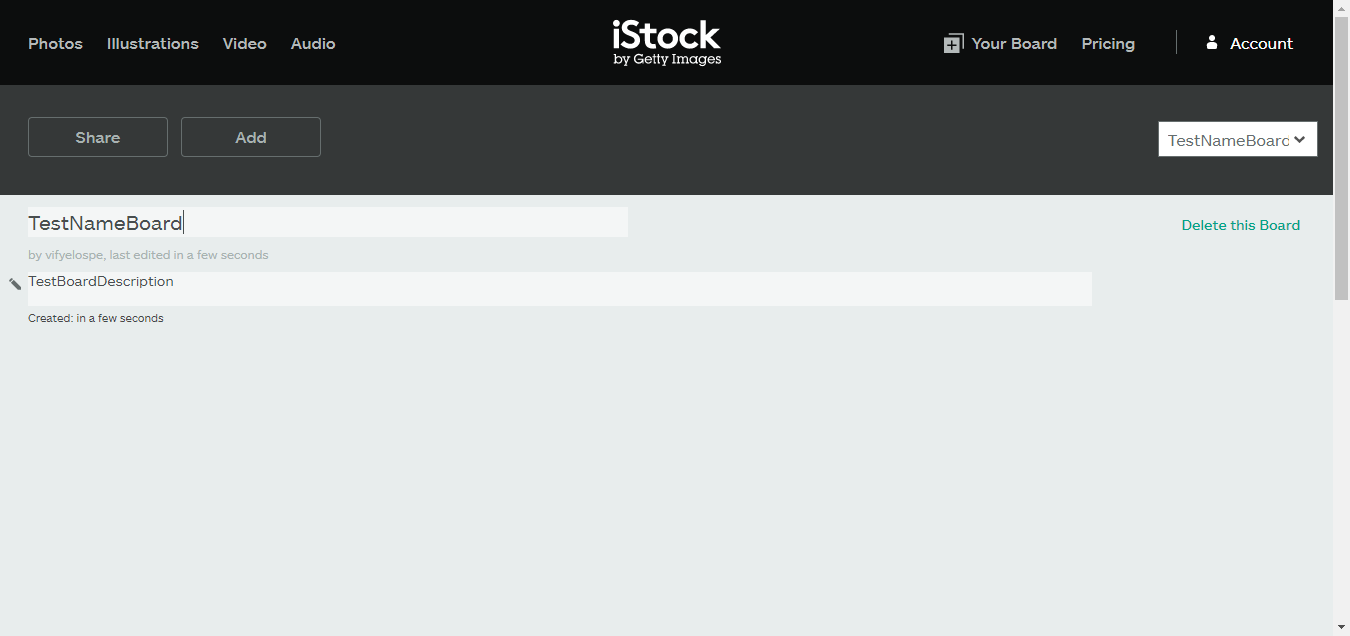 Photos Illustrations Video Audio
iStock
by Getty Images
Your Board Pricing Account
Share Add
TestNameBoard
TestNameBoard
Delete this Board
by vifyelospe, last edited in a few seconds
TestBoardDescription
Created: in a few seconds